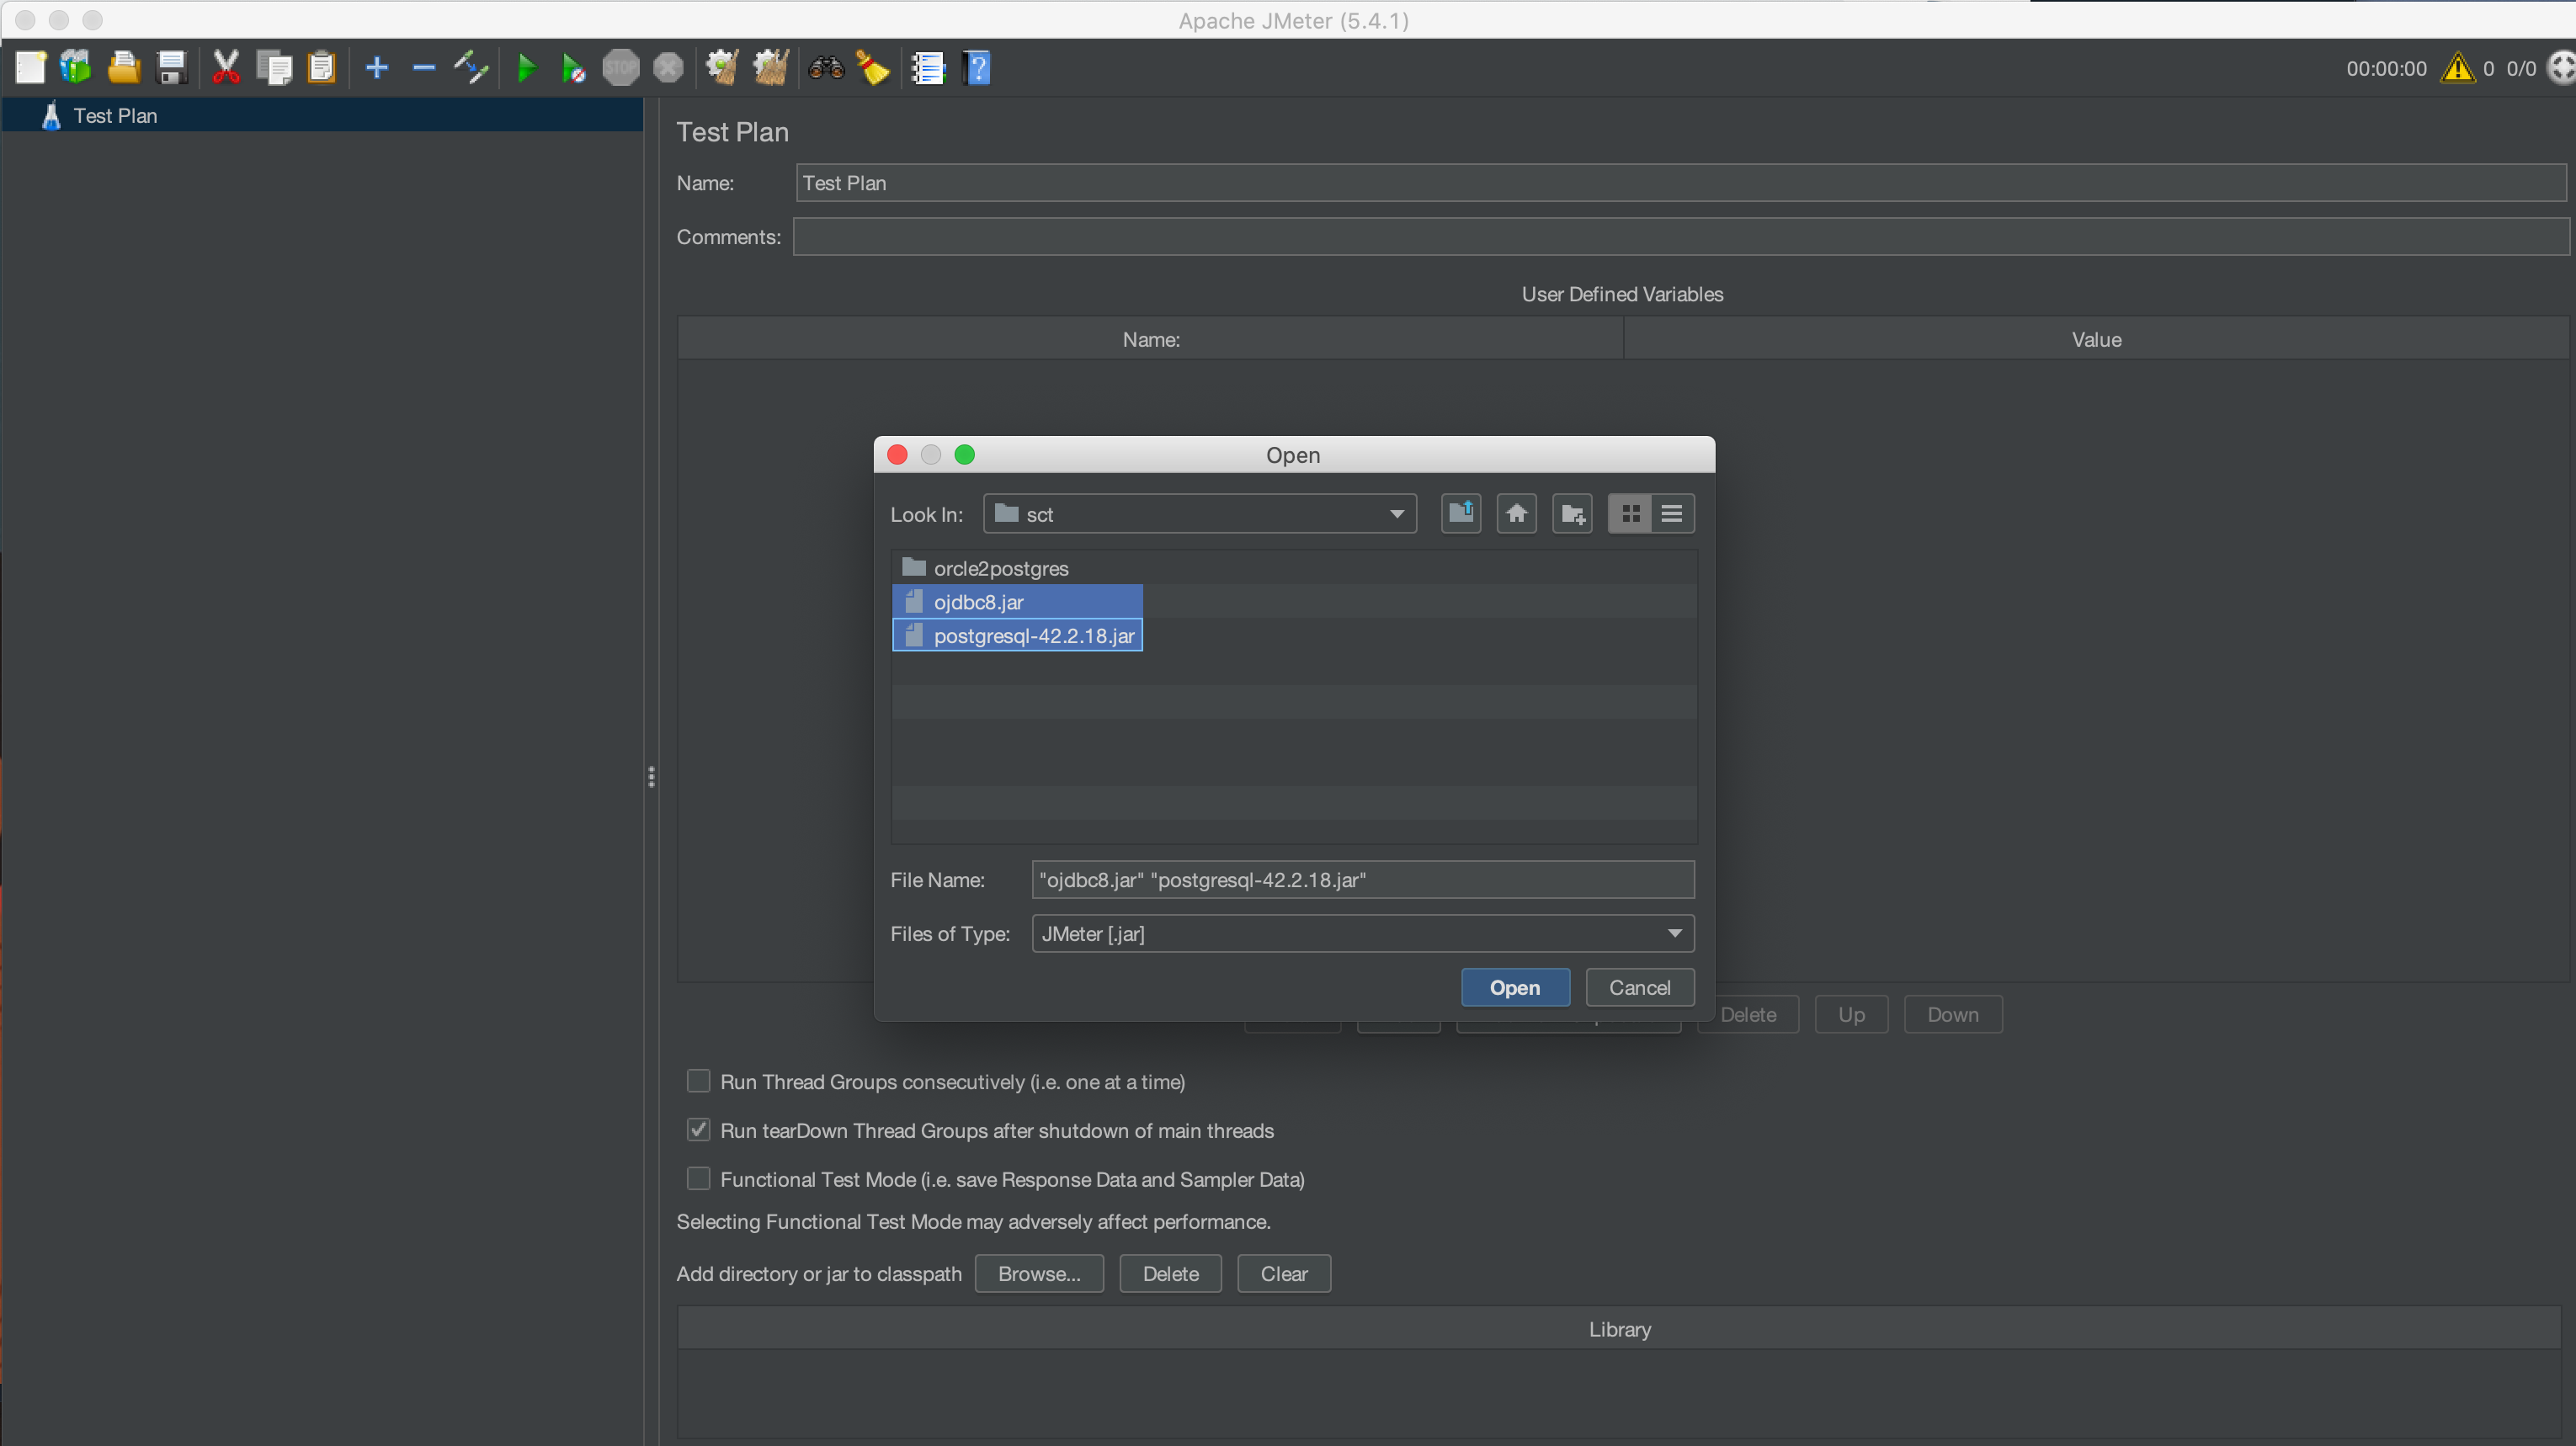 Apache JMeter (5.4.1)
STOP
?
00:00:00 0 0/0
Test Plan
Test Plan
Name: Test Plan
Comments:
User Defined Variables
Name: Value
Open
Look In: sct
orcle2postgres
ojdbc8.jar
postgresql-42.2.18.jar
File Name: "ojdbc8.jar" "postgresql-42.2.18.jar"
Files of Type: JMeter [.jar]
Open Cancel
Delete Up Down
Run Thread Groups consecutively (i.e. one at a time)
Run tearDown Thread Groups after shutdown of main threads
Functional Test Mode (i.e. save Response Data and Sampler Data)
Selecting Functional Test Mode may adversely affect performance.
Add directory or jar to classpath Browse... Delete Clear
Library